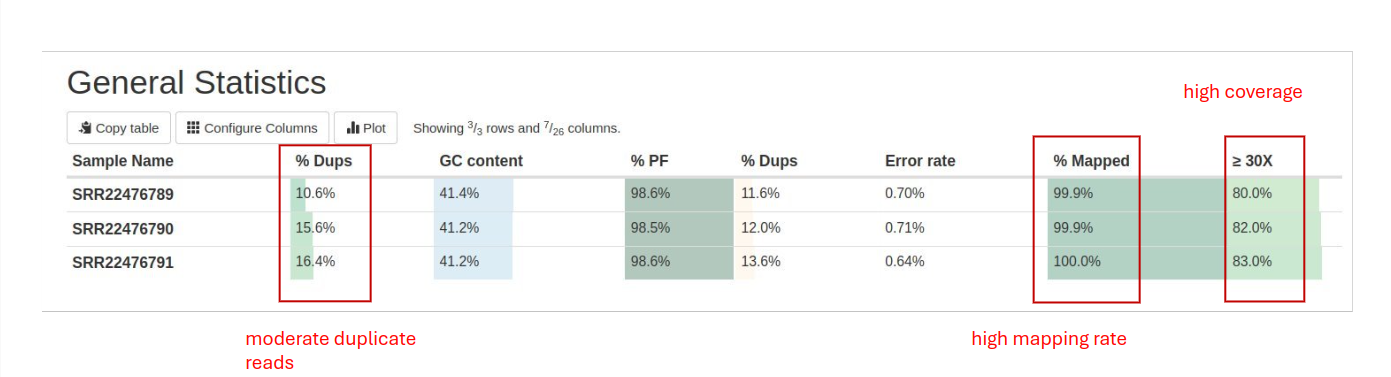 General Statistics
high coverage
Copy table Configure Columns Plot Showing 3/3 rows and 7/26 columns.
Sample Name % Dups GC content % PF % Dups Error rate % Mapped ≥ 30X
SRR22476789 10.6% 41.4% 98.6% 11.6% 0.70% 99.9% 80.0%
SRR22476790 15.6% 41.2% 98.5% 12.0% 0.71% 99.9% 82.0%
SRR22476791 16.4% 41.2% 98.6% 13.6% 0.64% 100.0% 83.0%
moderate duplicate
reads
high mapping rate